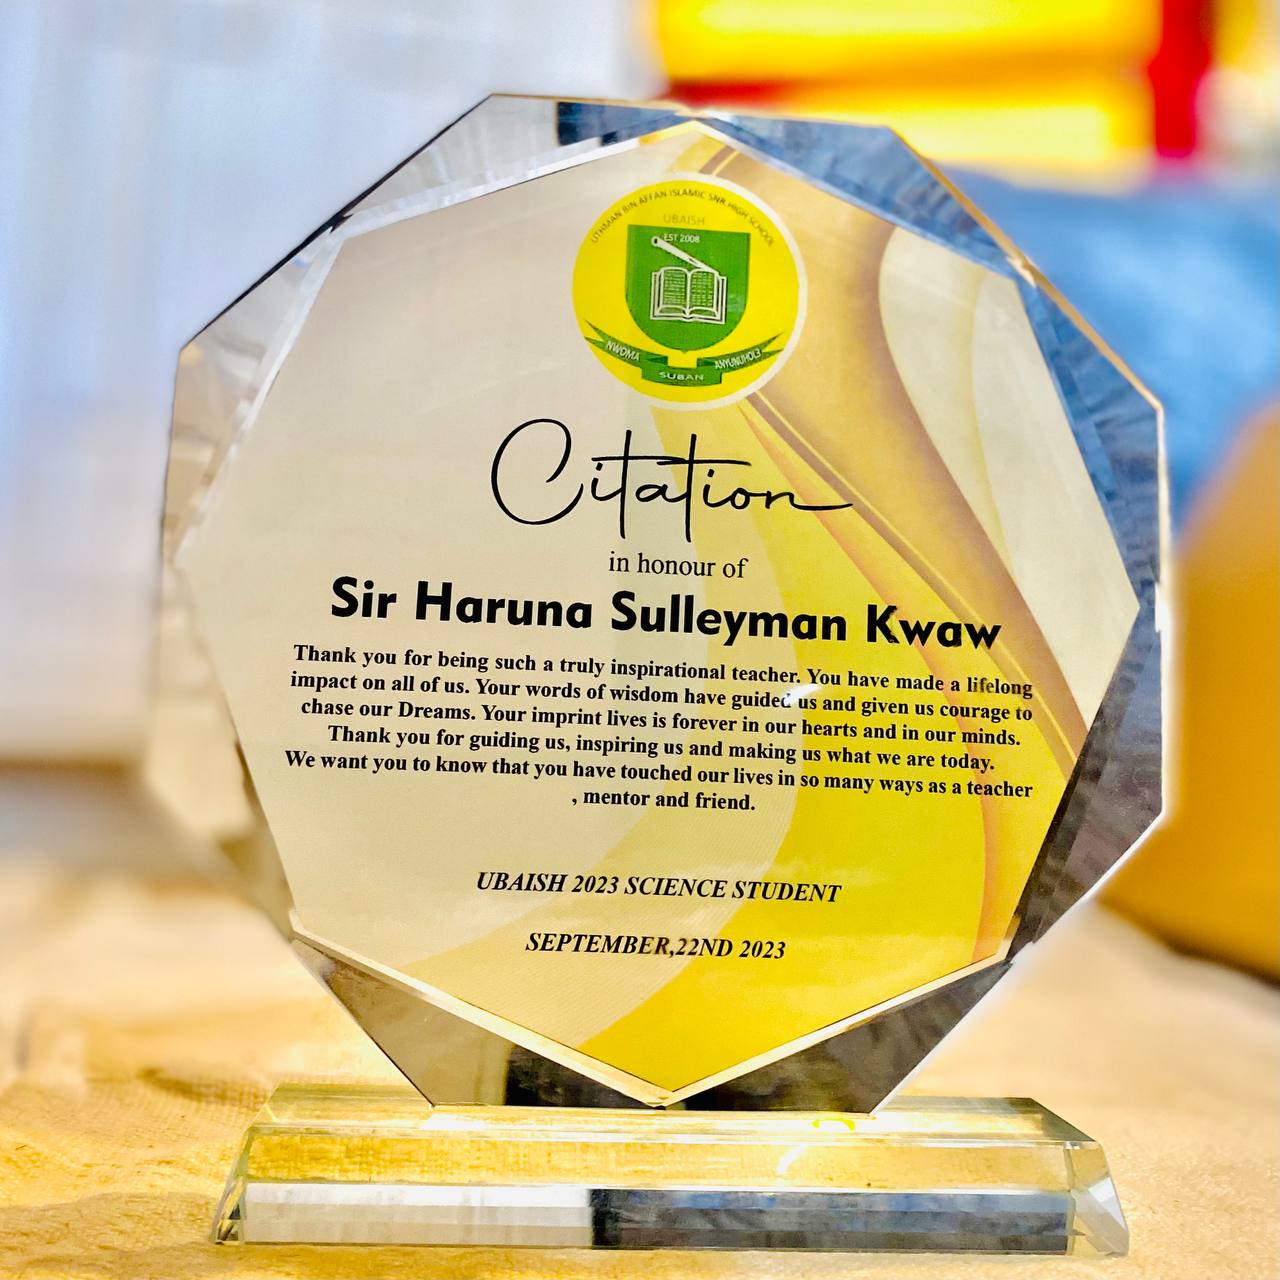 UTHMAN BIN AFFAN ISLAMIC SNR HIGH SCHOOL
UBAISH
EST 2008
NWOMA
SUBAN
ANYUNUHOL3
Citation
in honour of
Sir Haruna Sulleyman Kwaw
Thank you for being such a truly inspirational teacher. You have made a lifelong
impact on all of us. Your words of wisdom have guided us and given us courage to
chase our Dreams. Your imprint lives is forever in our hearts and in our minds.
Thank you for guiding us, inspiring us and making us what we are today.
We want you to know that you have touched our lives in so many ways as a teacher
, mentor and friend.
UBAISH 2023 SCIENCE STUDENT
SEPTEMBER,22ND 2023